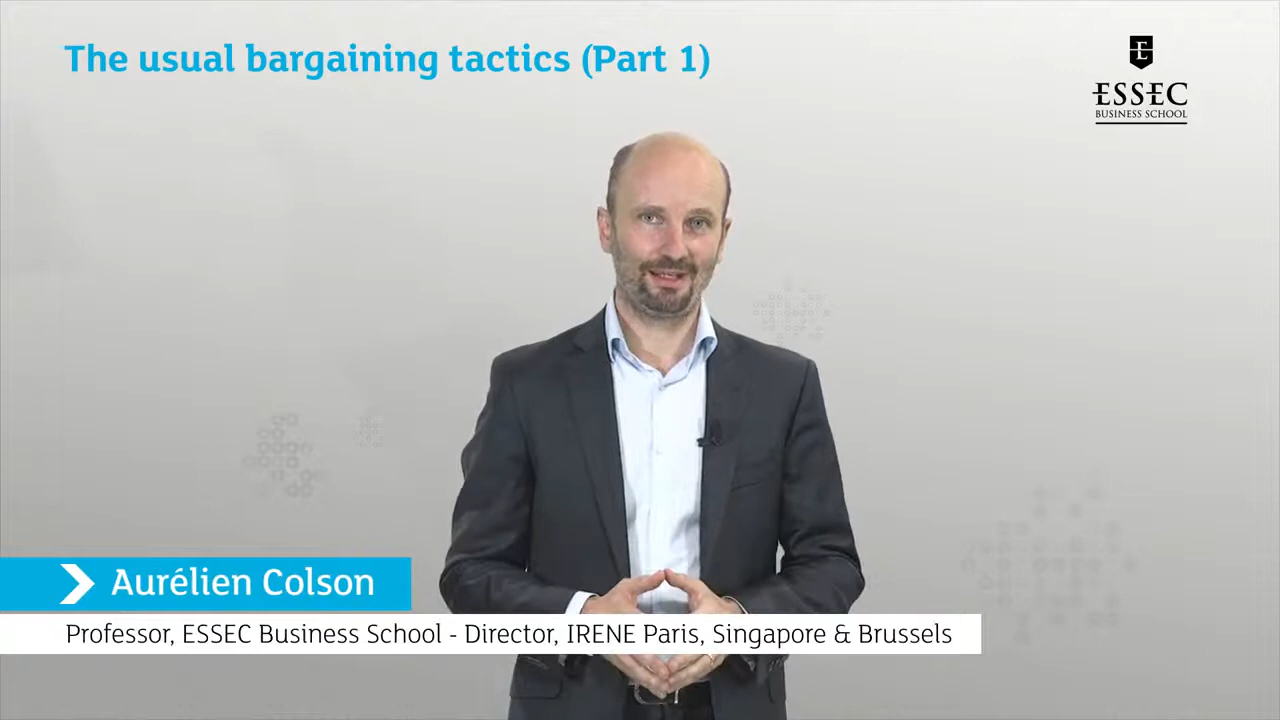 The usual bargaining tactics (Part 1)
E
ESSEC
BUSINESS SCHOOL
Aurélien Colson
Professor, ESSEC Business School - Director, IRENE Paris, Singapore & Brussels